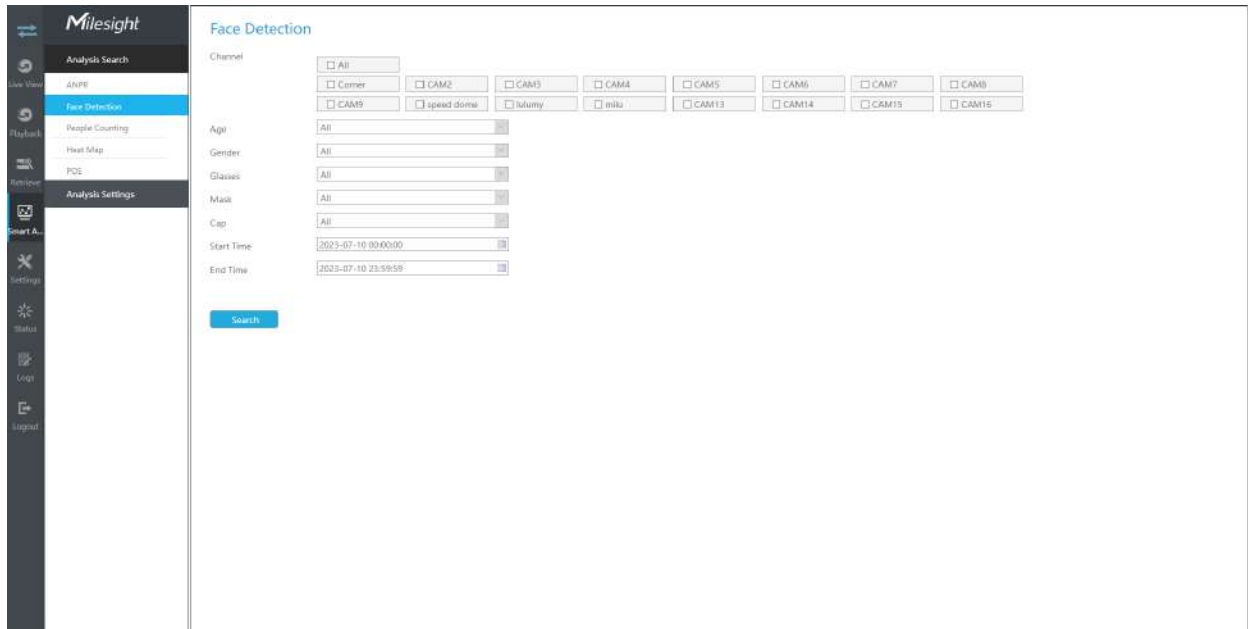 Milesight
Face Detection
Analysis Search
Channel
All
Live View
ANPR
Corner CAM2 CAM3 CAM4 CAM5 CAM6 CAM7 CAM8
Face Detection
CAM9 speed dome lulumy milu CAM13 CAM14 CAM15 CAM16
Playback
People Counting
Age All
Heat Map
Gender All
Retrieve
PDE
Glasses All
Analysis Settings
Mask All
Smart A...
Cap All
Start Time 2023-07-10 00:00:00
End Time 2023-07-10 23:59:59
Settings
Search
Status
Logs
Logout